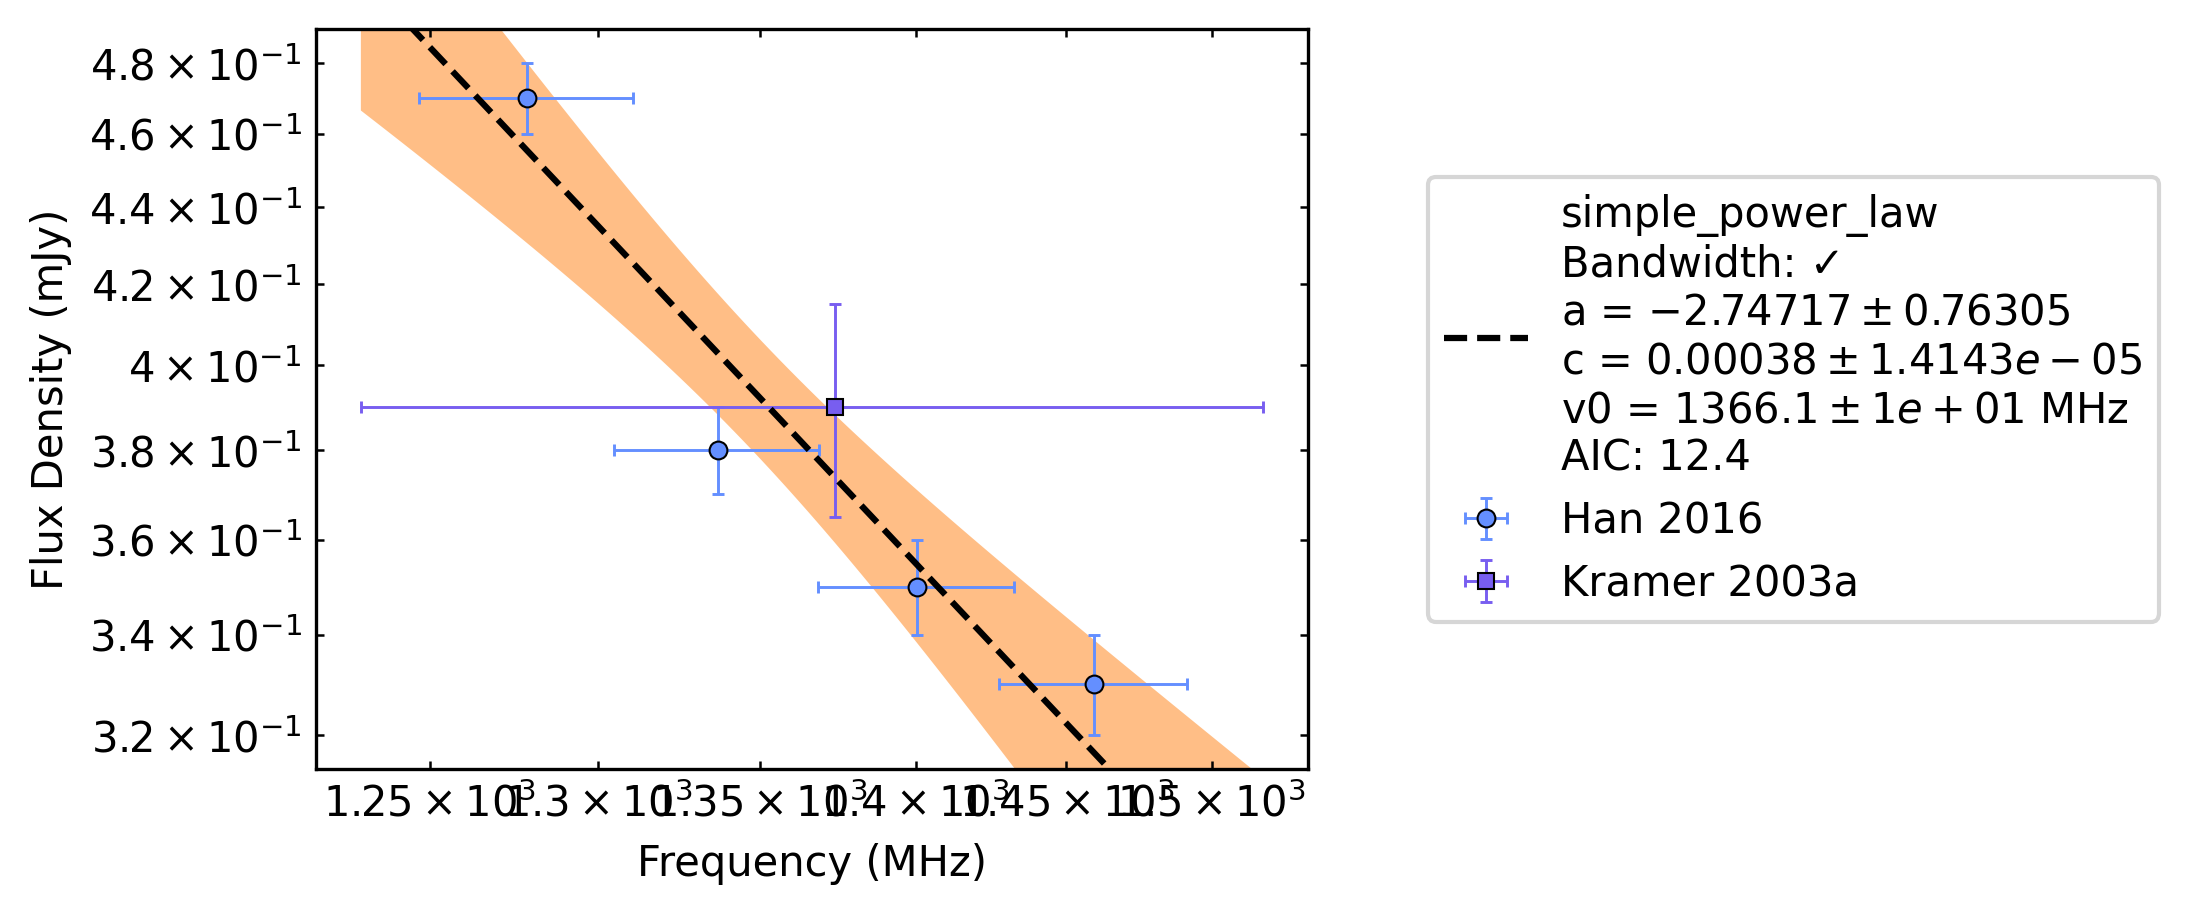 4.8 × 10⁻¹
4.6 × 10⁻¹
4.4 × 10⁻¹
4.2 × 10⁻¹
4 × 10⁻¹
3.8 × 10⁻¹
3.6 × 10⁻¹
3.4 × 10⁻¹
3.2 × 10⁻¹
Flux Density (mJy)
1.25 × 10³
1.3 × 10³
1.35 × 10³
1.4 × 10³
1.45 × 10³
1.5 × 10³
Frequency (MHz)
simple_power_law
Bandwidth: ✓
a = −2.74717 ± 0.76305
c = 0.00038 ± 1.4143e − 05
v0 = 1366.1 ± 1e + 01 MHz
AIC: 12.4
Han 2016
Kramer 2003a